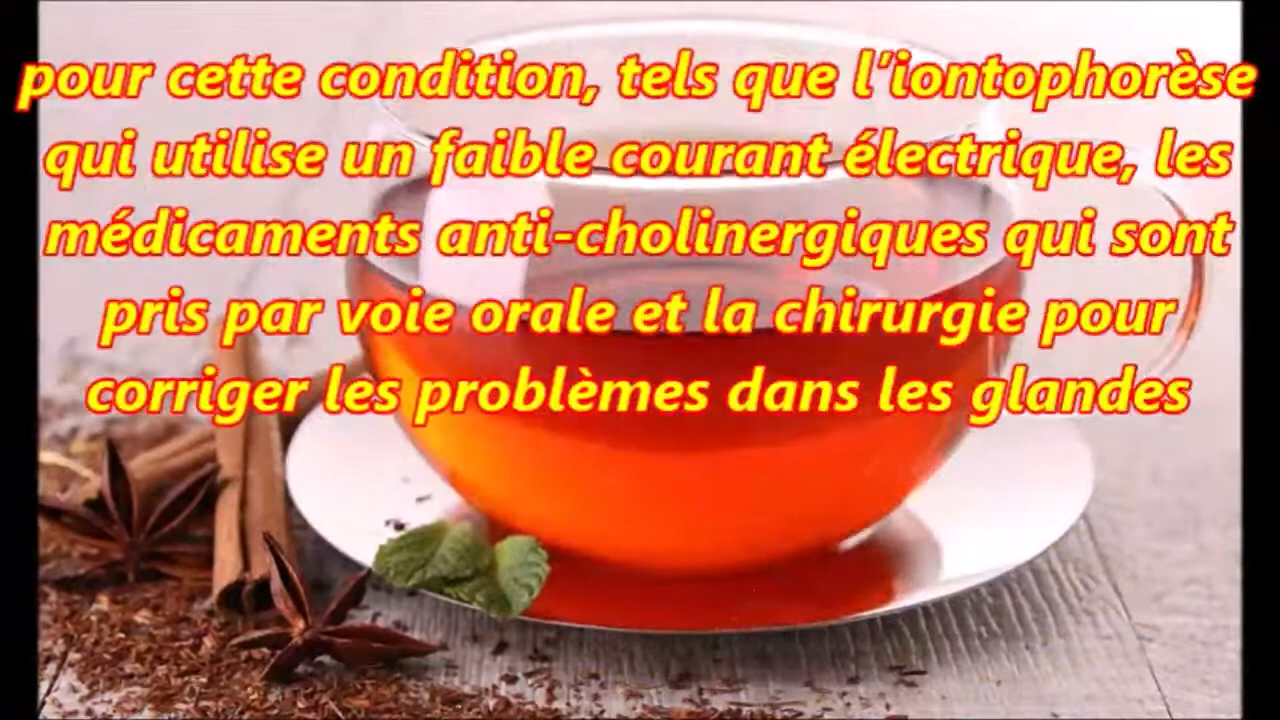 pour cette condition, tels que l'iontophorèse
qui utilise un faible courant électrique, les
médicaments anti-cholinergiques qui sont
pris par voie orale et la chirurgie pour
corriger les problèmes dans les glandes